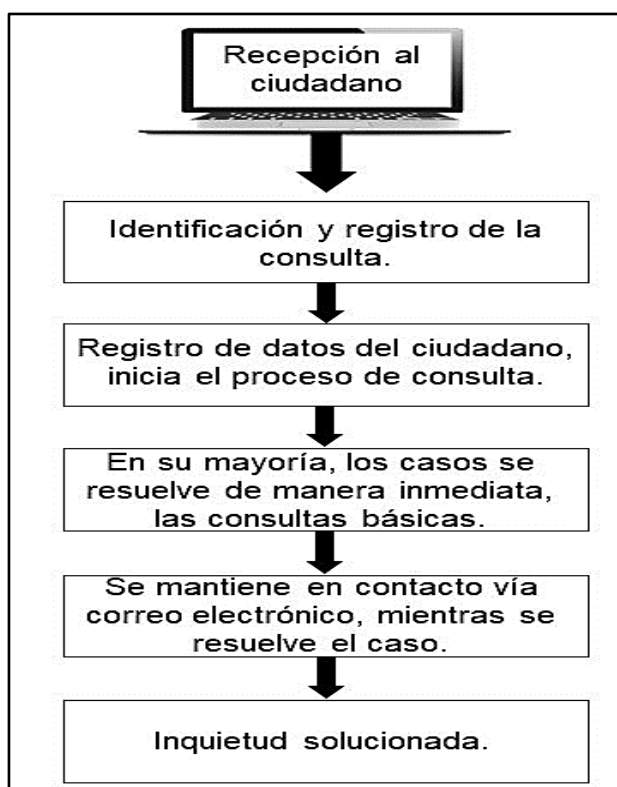 Recepción al
ciudadano
Identificación y registro de la
consulta.
Registro de datos del ciudadano,
inicia el proceso de consulta.
En su mayoría, los casos se
resuelve de manera inmediata,
las consultas básicas.
Se mantiene en contacto vía
correo electrónico, mientras se
resuelve el caso.
Inquietud solucionada.